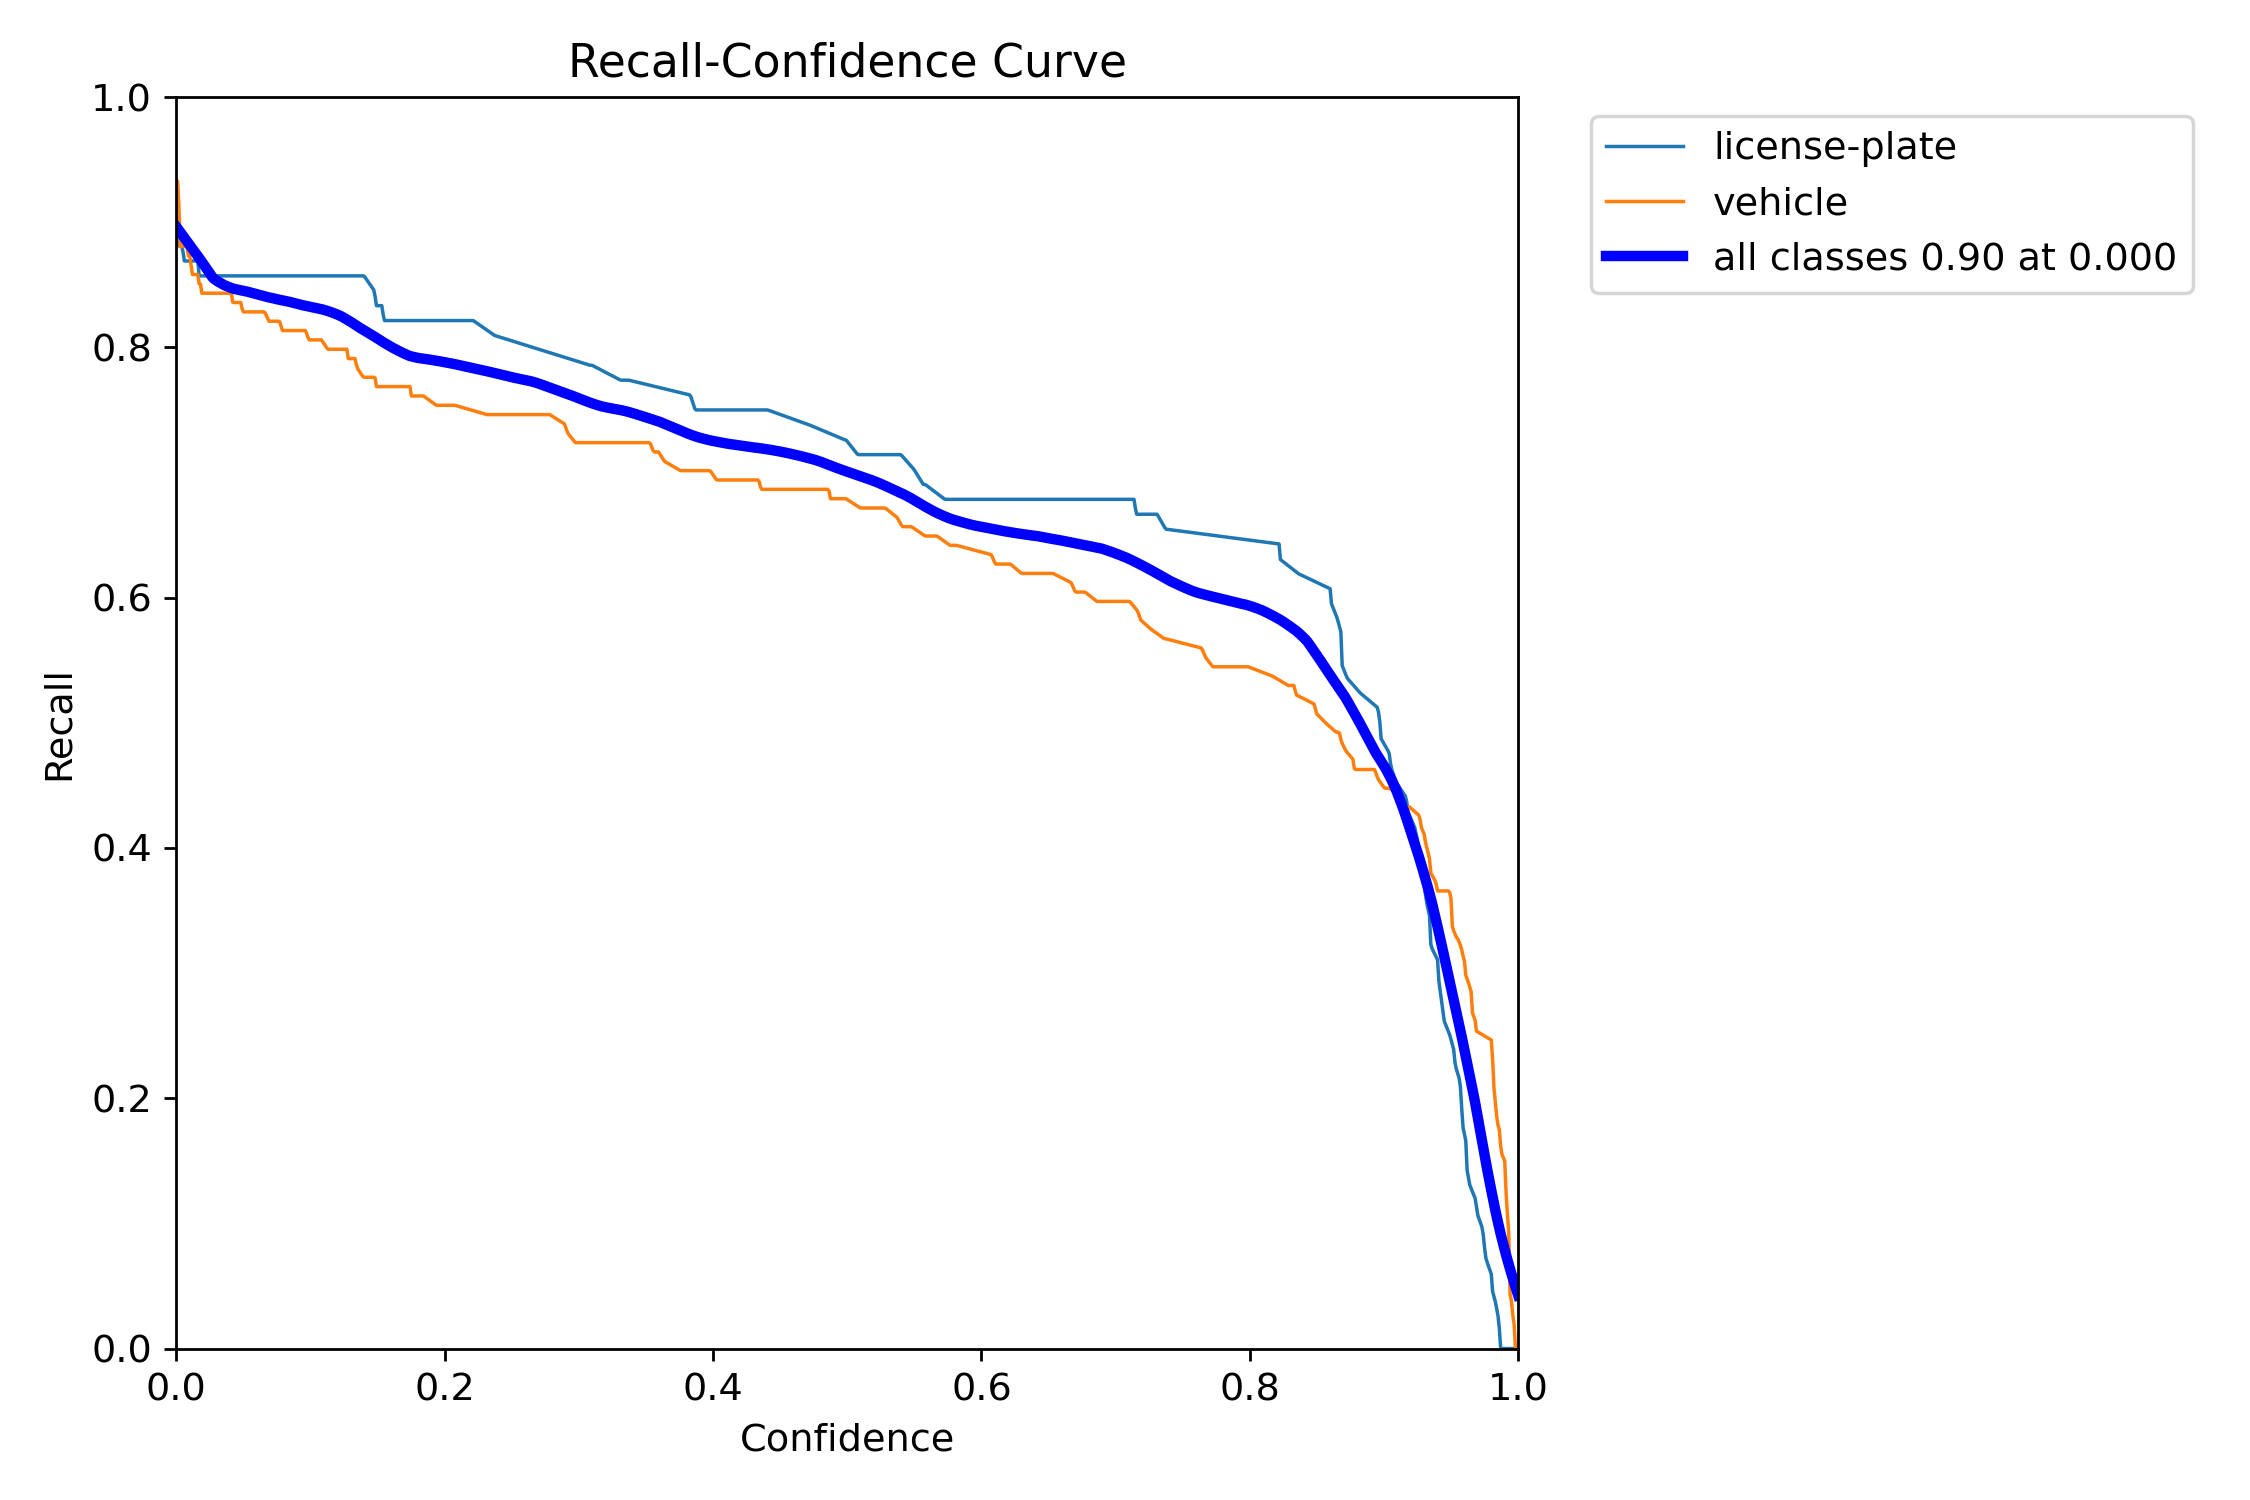 Recall-Confidence Curve
1.0
0.8
0.6
0.4
0.2
0.0
Recall
0.0 0.2 0.4 0.6 0.8 1.0
Confidence
license-plate
vehicle
all classes 0.90 at 0.000